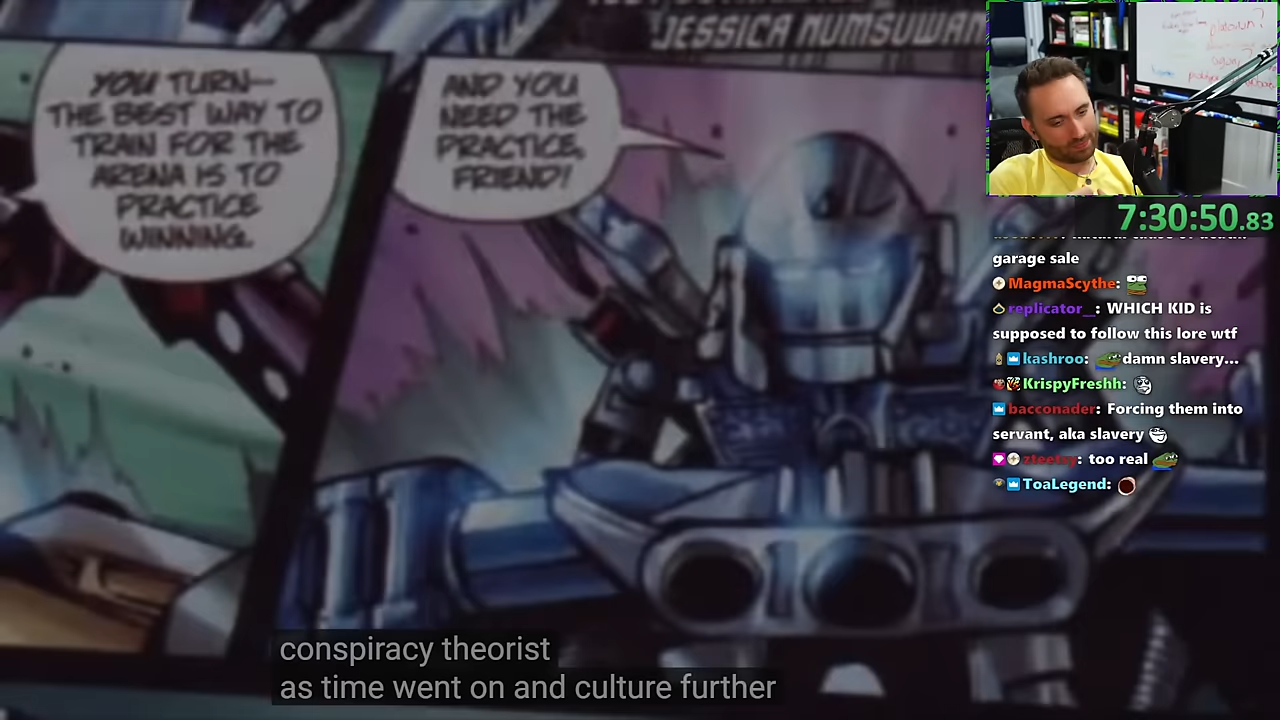 JESSICA NUMSUWAN
YOU TURN—
THE BEST WAY TO
TRAIN FOR THE
ARENA IS TO
PRACTICE
WINNING.
AND YOU
NEED THE
PRACTICE,
FRIEND!
7:30:50.83
garage sale
MagmaScythe:
replicator_: WHICH KID is
supposed to follow this lore wtf
kashroo: damn slavery...
KrispyFreshh:
bacconader: Forcing them into
servant, aka slavery
zteetsy: too real
ToaLegend:
conspiracy theorist
as time went on and culture further